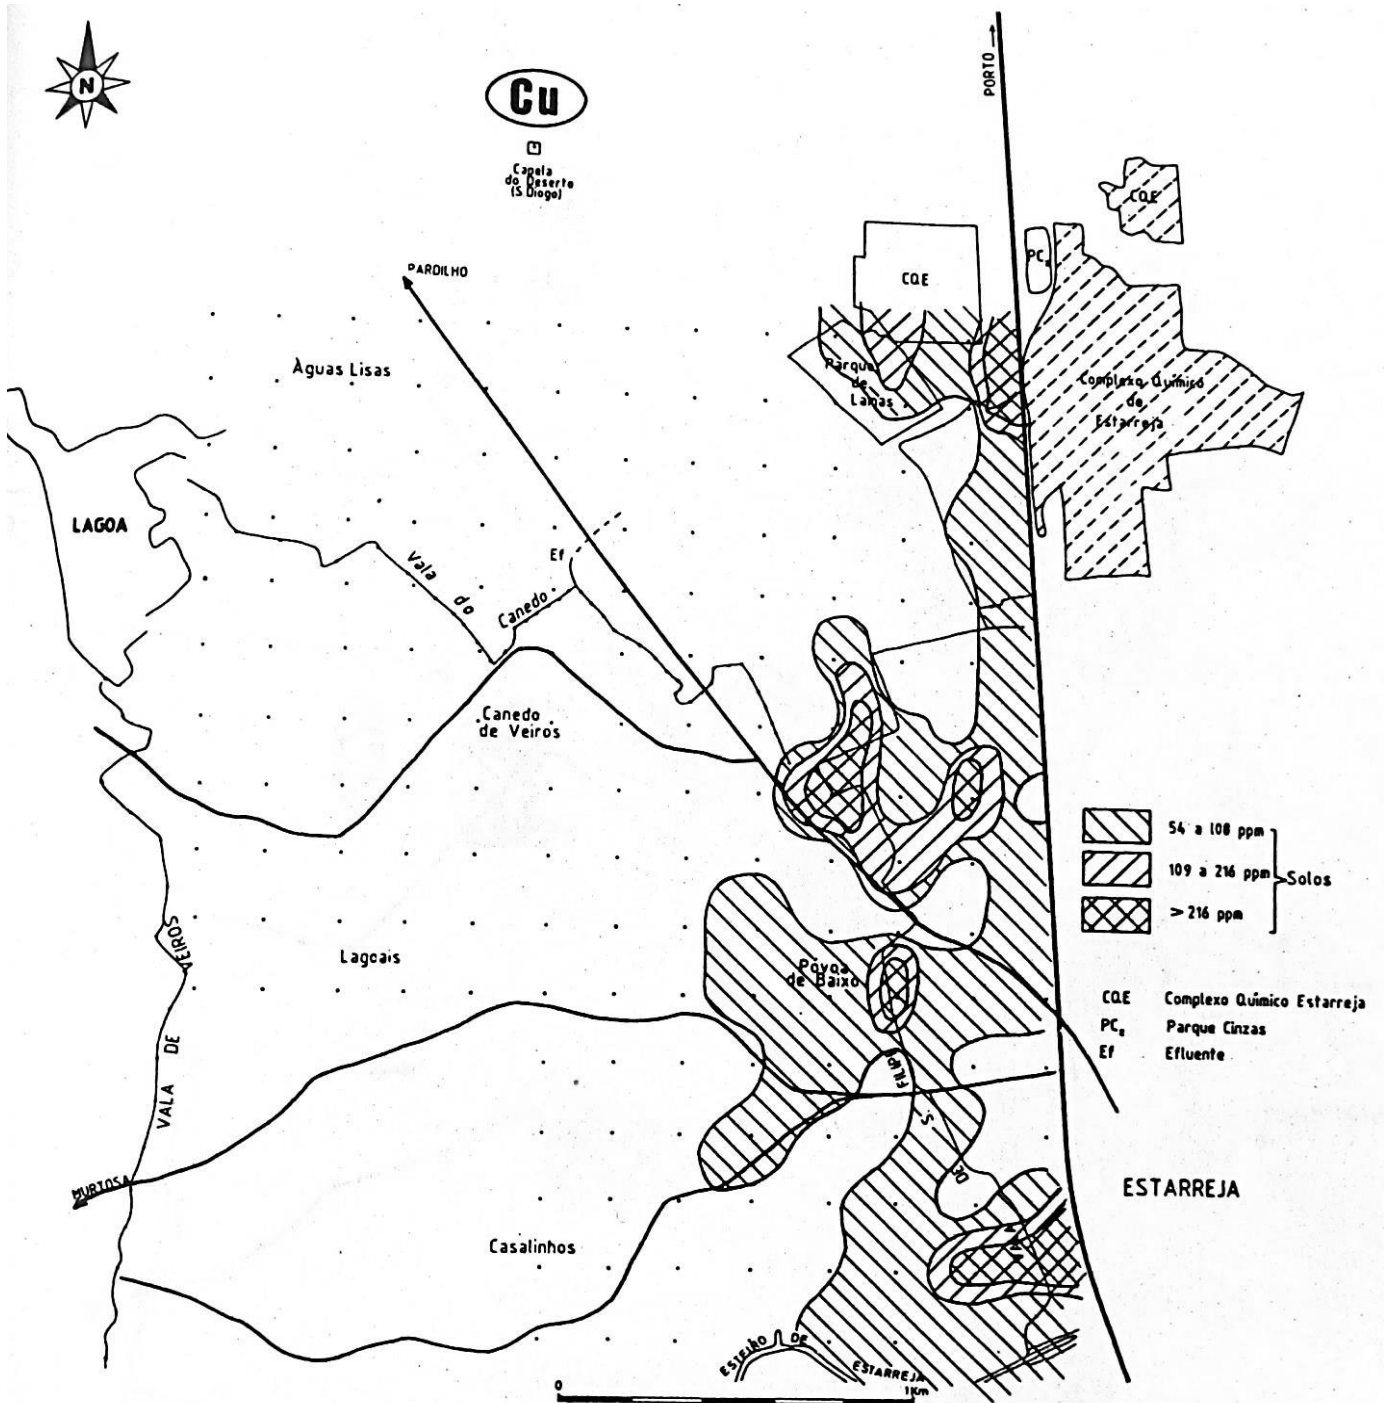 N
Cu
Capela
do Deserto
(S. Diogo)
PORTO
CQE
PARDILHO
CQE
PCz
Àguas Lisas
Parque
de
Lamas
Complexo Químico
de
Estarreja
LAGOA
Ef
Vala
do
Canedo
Canedo
de Veiros
54 a 108 ppm
109 a 216 ppm
Solos
> 216 ppm
VEIROS
DE
VALA
Lagoais
Póvoa
de Baixo
CQE Complexo Químico Estarreja
PCz Parque Cinzas
Ef Efluente
FILIPE
S.
DE
MURTOSA
ESTARREJA
Casalinhos
ESTEIRO DE
ESTARREJA
0
1Km